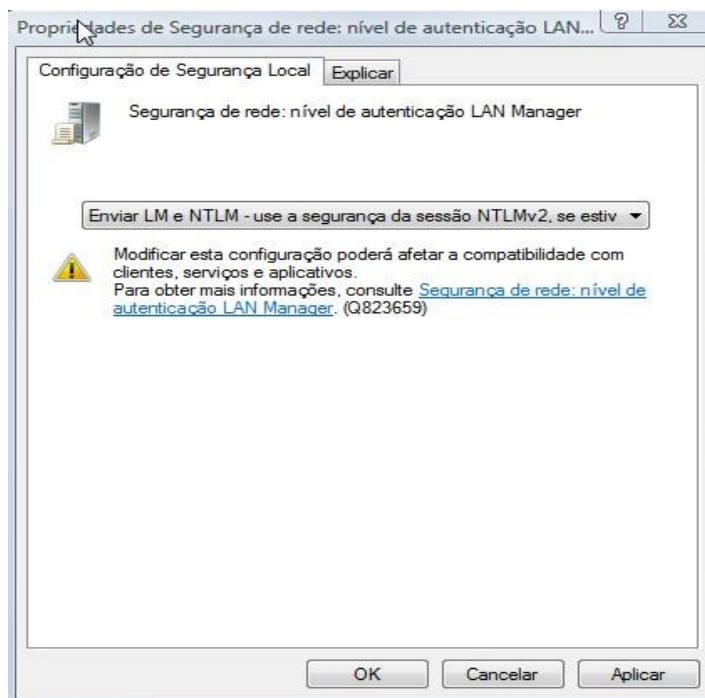 Propriedades de Segurança de rede: nível de autenticação LAN...
Configuração de Segurança Local
Explicar
Segurança de rede: nível de autenticação LAN Manager
Enviar LM e NTLM - use a segurança da sessão NTLMv2, se estiv
Modificar esta configuração poderá afetar a compatibilidade com
clientes, serviços e aplicativos.
Para obter mais informações, consulte Segurança de rede: nível de
autenticação LAN Manager. (Q823659)
OK
Cancelar
Aplicar